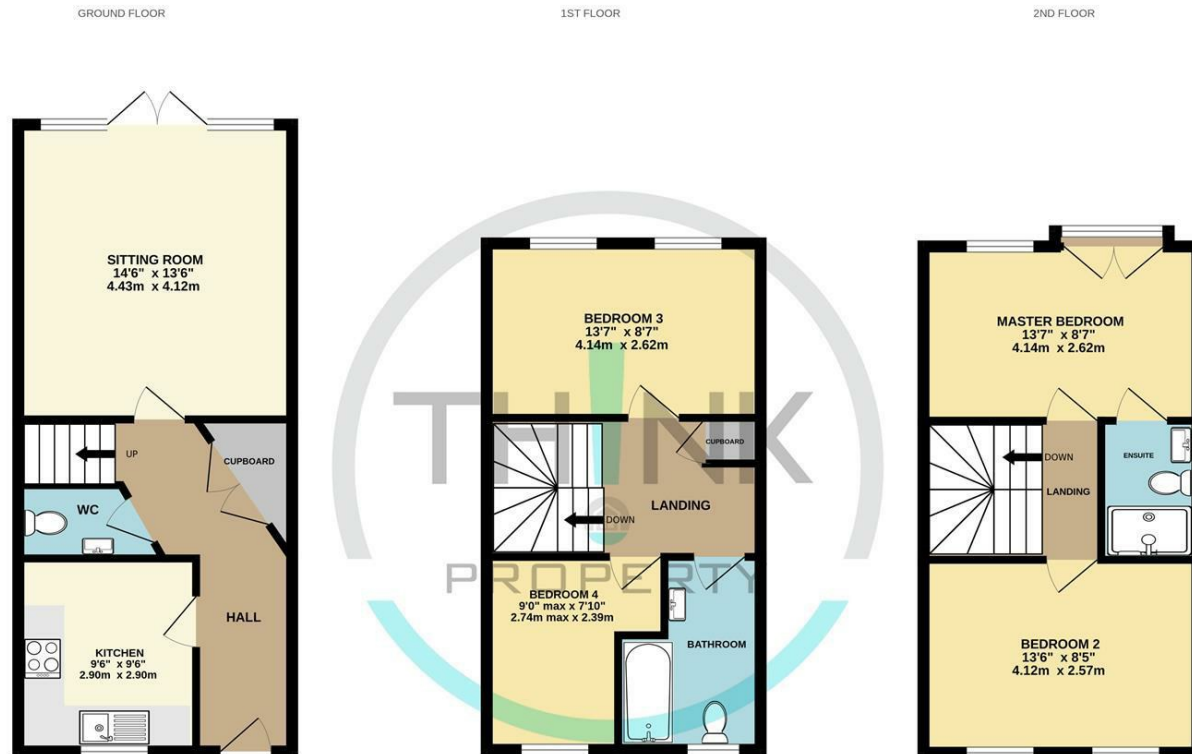 GROUND FLOOR
1ST FLOOR
2ND FLOOR
SITTING ROOM
14'6" x 13'6"
4.43m x 4.12m
UP
CUPBOARD
WC
HALL
KITCHEN
9'6" x 9'6"
2.90m x 2.90m
BEDROOM 3
13'7" x 8'7"
4.14m x 2.62m
CUPBOARD
LANDING
DOWN
BEDROOM 4
9'0" max x 7'10"
2.74m max x 2.39m
BATHROOM
MASTER BEDROOM
13'7" x 8'7"
4.14m x 2.62m
DOWN
LANDING
ENSUITE
BEDROOM 2
13'6" x 8'5"
4.12m x 2.57m
TH!NK
PROPERTY